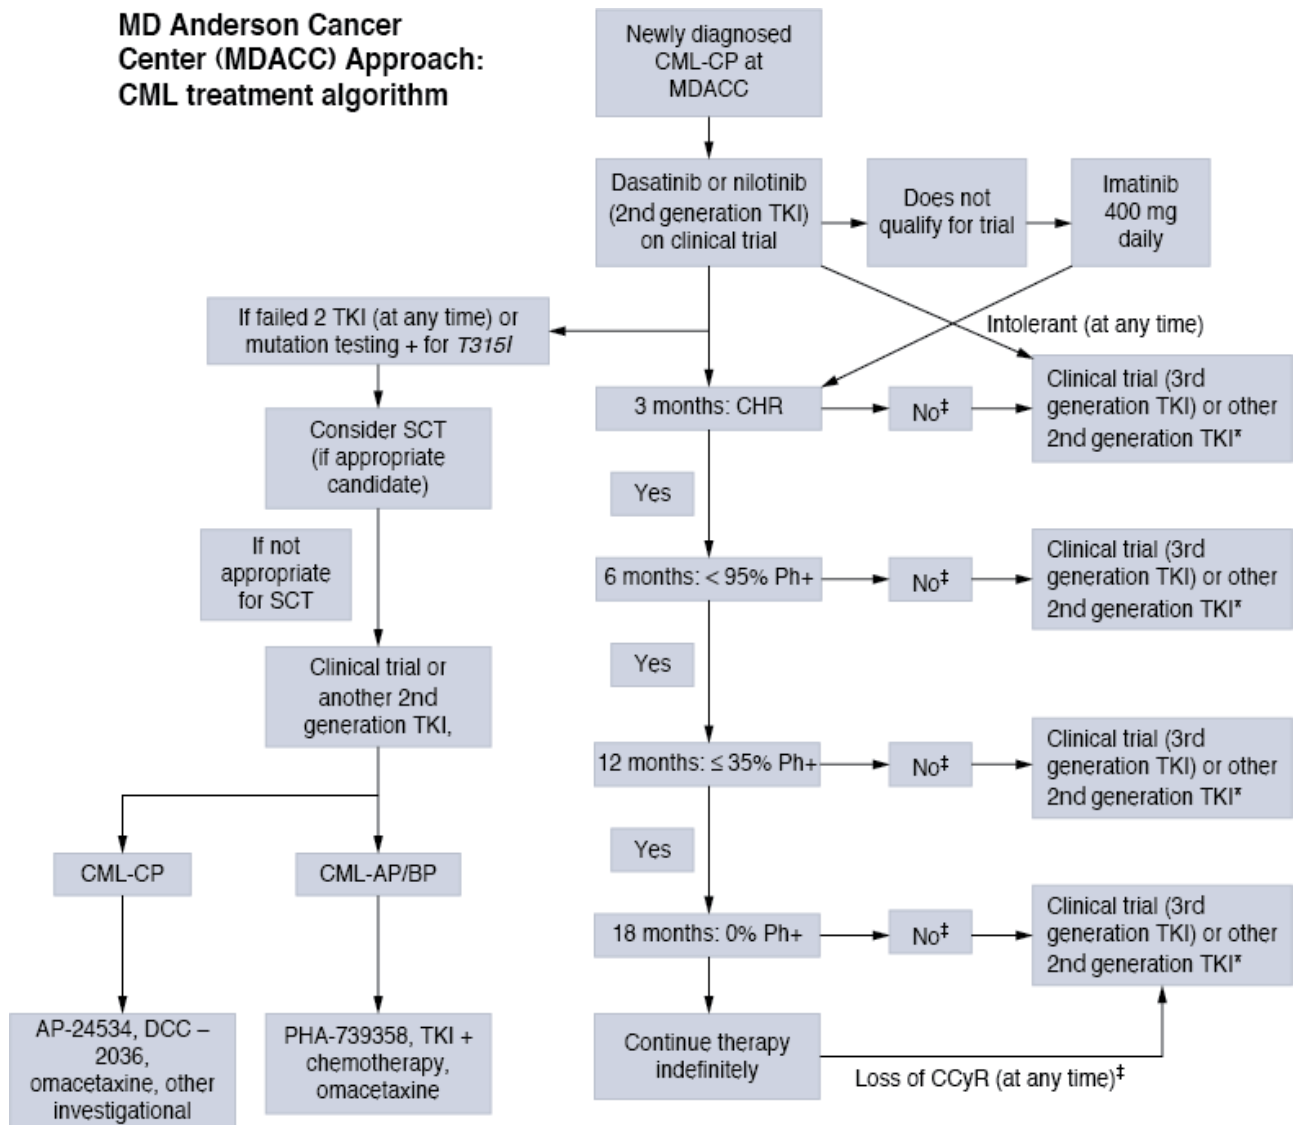 MD Anderson Cancer
Center (MDACC) Approach:
CML treatment algorithm
Newly diagnosed
CML-CP at
MDACC
Dasatinib or nilotinib
(2nd generation TKI)
on clinical trial
Does not
qualify for trial
Imatinib
400 mg
daily
Intolerant (at any time)
If failed 2 TKI (at any time) or
mutation testing + for T315I
3 months: CHR
No‡
Clinical trial (3rd
generation TKI) or other
2nd generation TKI*
Consider SCT
(if appropriate
candidate)
Yes
If not
appropriate
for SCT
6 months: < 95% Ph+
No‡
Clinical trial (3rd
generation TKI) or other
2nd generation TKI*
Yes
Clinical trial or
another 2nd
generation TKI,
12 months: ≤ 35% Ph+
No‡
Clinical trial (3rd
generation TKI) or other
2nd generation TKI*
Yes
CML-CP
CML-AP/BP
18 months: 0% Ph+
No‡
Clinical trial (3rd
generation TKI) or other
2nd generation TKI*
AP-24534, DCC –
2036,
omacetaxine, other
investigational
PHA-739358, TKI +
chemotherapy,
omacetaxine
Continue therapy
indefinitely
Loss of CCyR (at any time)‡